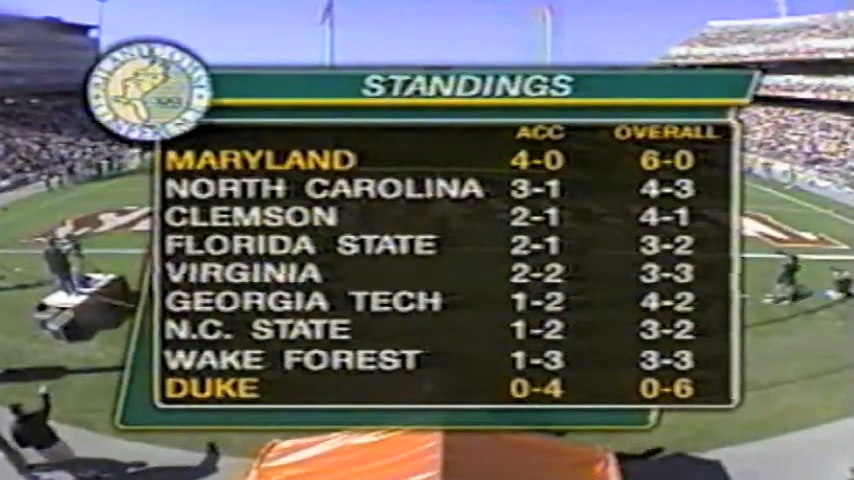 STANDINGS
ACC OVERALL
MARYLAND 4-0 6-0
NORTH CAROLINA 3-1 4-3
CLEMSON 2-1 4-1
FLORIDA STATE 2-1 3-2
VIRGINIA 2-2 3-3
GEORGIA TECH 1-2 4-2
N.C. STATE 1-2 3-2
WAKE FOREST 1-3 3-3
DUKE 0-4 0-6